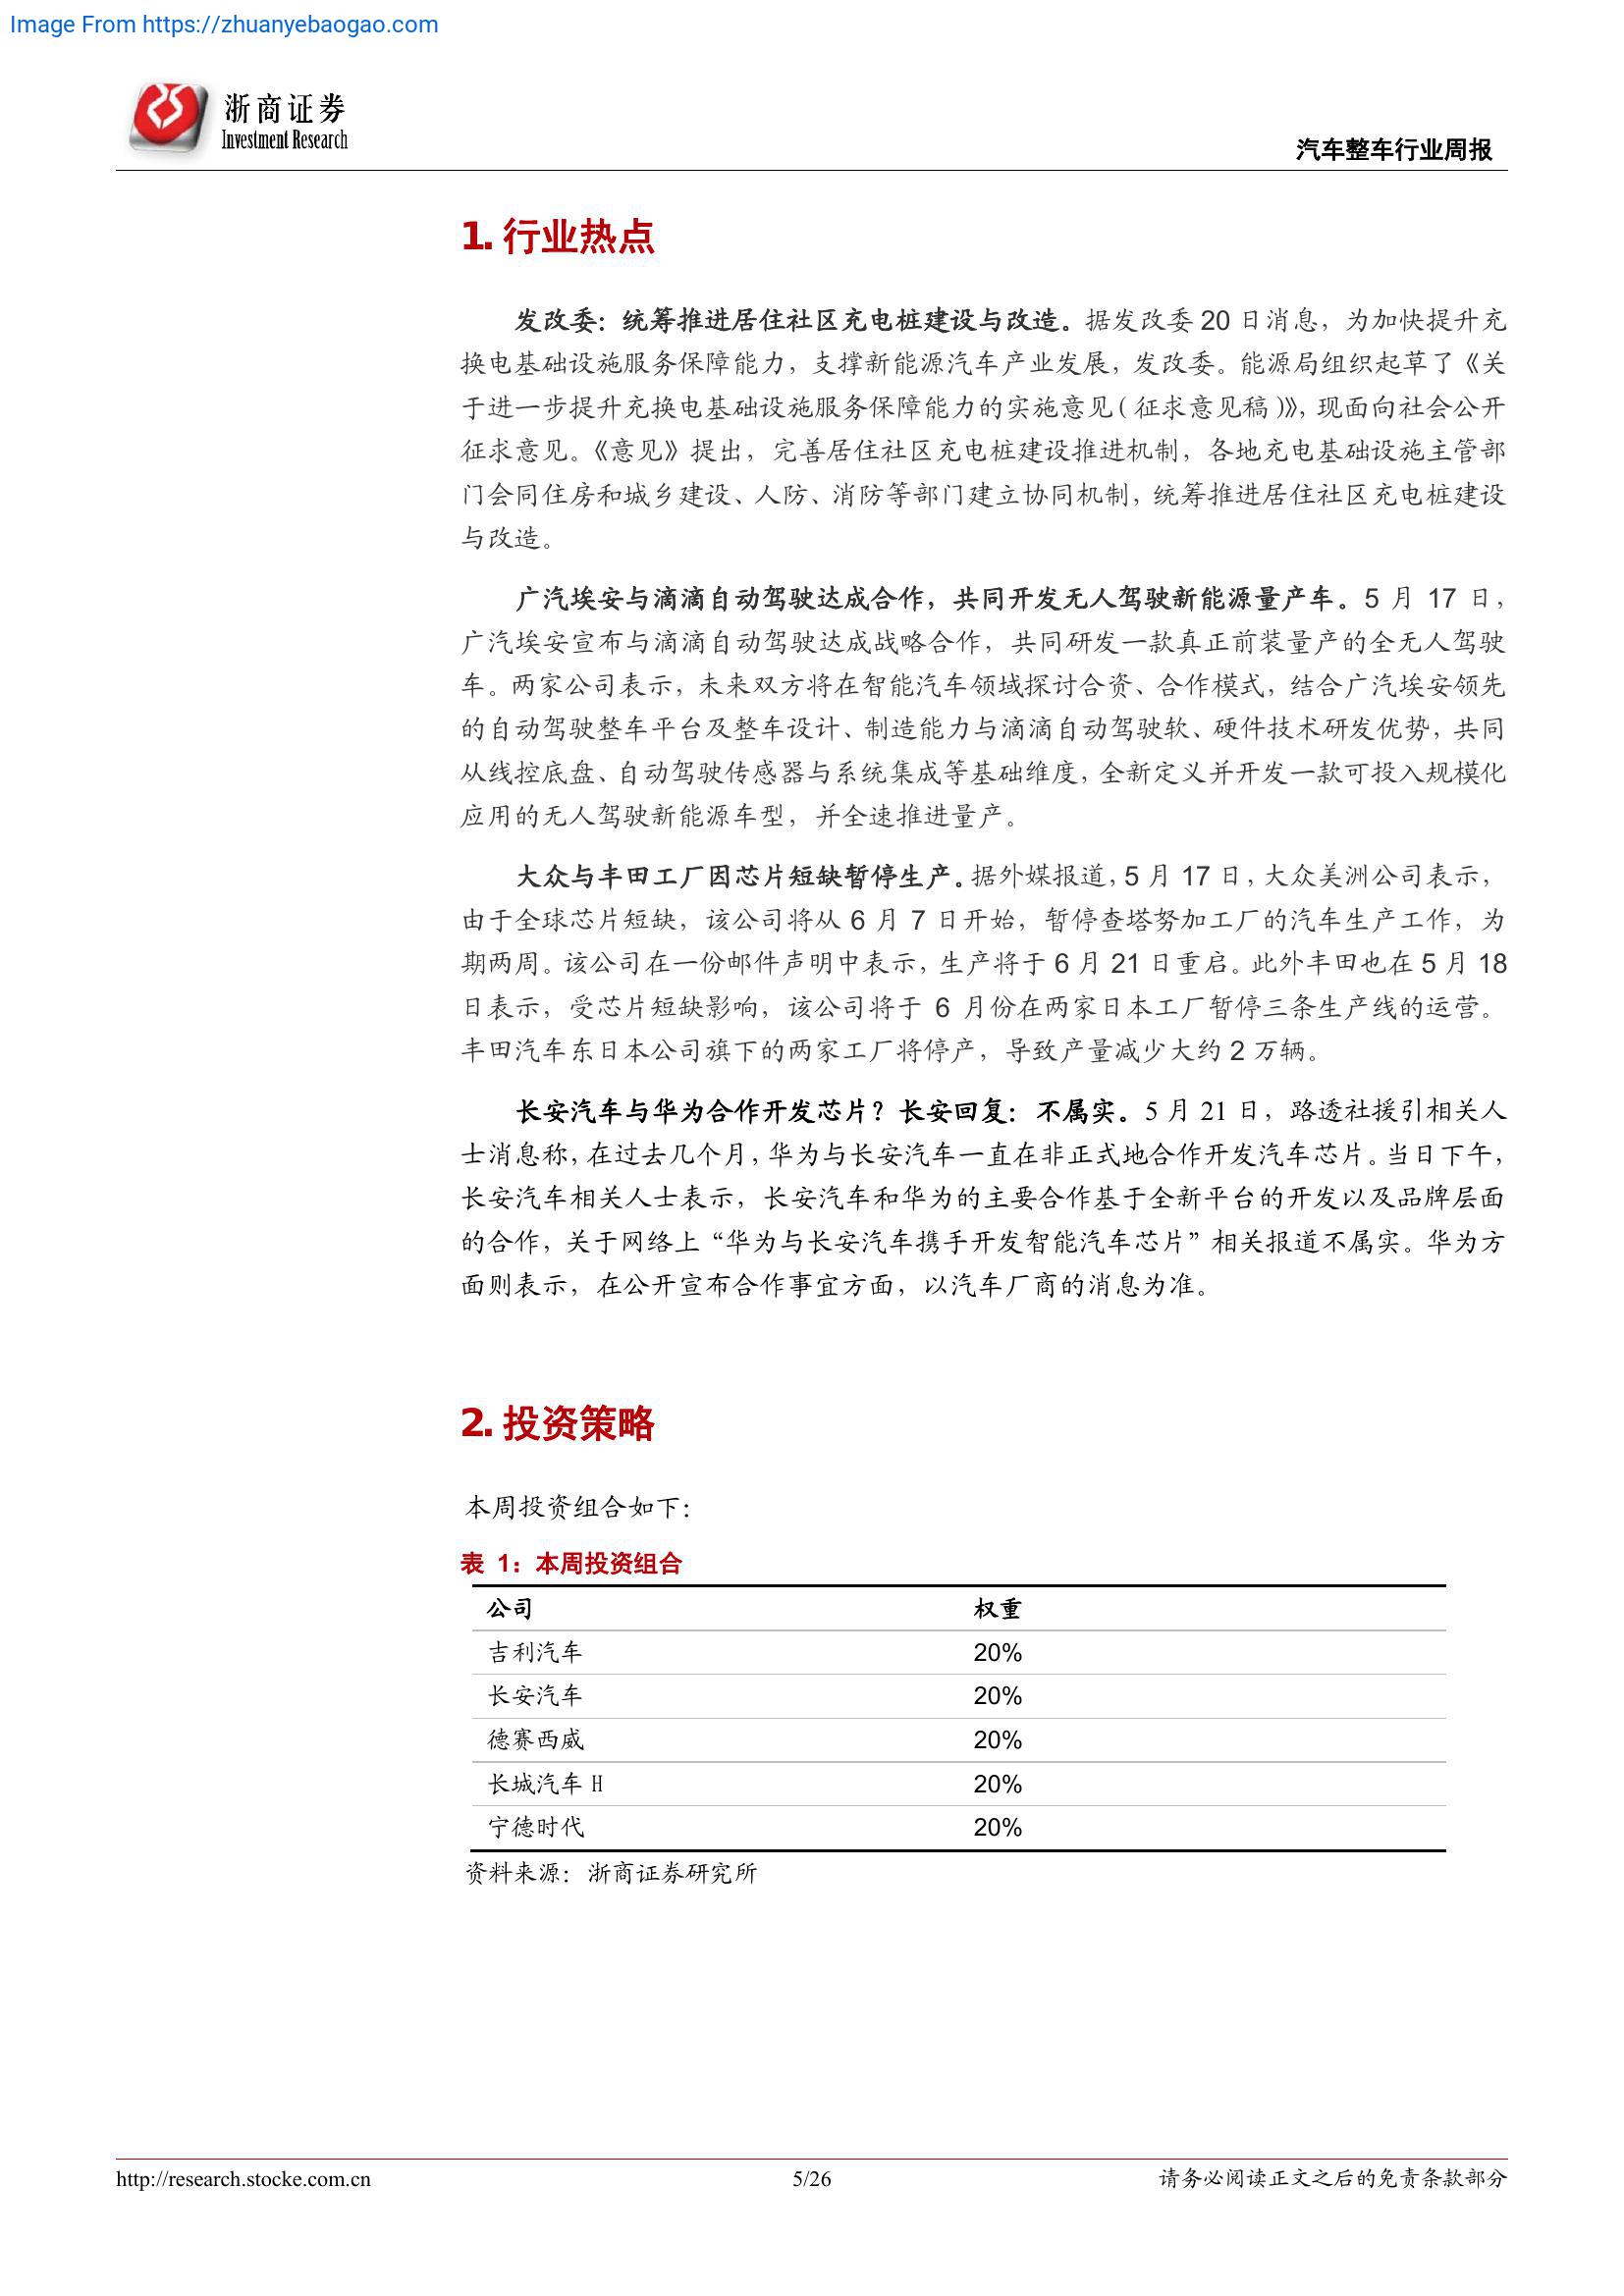 Image From https://zhuanyebaogao.com
浙商证券
Investment Research
汽车整车行业周报
1. 行业热点
发改委：统筹推进居住社区充电桩建设与改造。据发改委 20 日消息，为加快提升充
换电基础设施服务保障能力，支撑新能源汽车产业发展，发改委。能源局组织起草了《关
于进一步提升充换电基础设施服务保障能力的实施意见（征求意见稿）》，现面向社会公开
征求意见。《意见》提出，完善居住社区充电桩建设推进机制，各地充电基础设施主管部
门会同住房和城乡建设、人防、消防等部门建立协同机制，统筹推进居住社区充电桩建设
与改造。
广汽埃安与滴滴自动驾驶达成合作，共同开发无人驾驶新能源量产车。5 月 17 日，
广汽埃安宣布与滴滴自动驾驶达成战略合作，共同研发一款真正前装量产的全无人驾驶
车。两家公司表示，未来双方将在智能汽车领域探讨合资、合作模式，结合广汽埃安领先
的自动驾驶整车平台及整车设计、制造能力与滴滴自动驾驶软、硬件技术研发优势，共同
从线控底盘、自动驾驶传感器与系统集成等基础维度，全新定义并开发一款可投入规模化
应用的无人驾驶新能源车型，并全速推进量产。
大众与丰田工厂因芯片短缺暂停生产。据外媒报道，5 月 17 日，大众美洲公司表示，
由于全球芯片短缺，该公司将从 6 月 7 日开始，暂停查塔努加工厂的汽车生产工作，为
期两周。该公司在一份邮件声明中表示，生产将于 6 月 21 日重启。此外丰田也在 5 月 18
日表示，受芯片短缺影响，该公司将于 6 月份在两家日本工厂暂停三条生产线的运营。
丰田汽车东日本公司旗下的两家工厂将停产，导致产量减少大约 2 万辆。
长安汽车与华为合作开发芯片？长安回复：不属实。5 月 21 日，路透社援引相关人
士消息称，在过去几个月，华为与长安汽车一直在非正式地合作开发汽车芯片。当日下午，
长安汽车相关人士表示，长安汽车和华为的主要合作基于全新平台的开发以及品牌层面
的合作，关于网络上“华为与长安汽车携手开发智能汽车芯片”相关报道不属实。华为方
面则表示，在公开宣布合作事宜方面，以汽车厂商的消息为准。
2. 投资策略
本周投资组合如下：
表 1：本周投资组合
公司 权重
吉利汽车 20%
长安汽车 20%
德赛西威 20%
长城汽车 H 20%
宁德时代 20%
资料来源：浙商证券研究所
http://research.stocke.com.cn 5/26 请务必阅读正文之后的免责条款部分